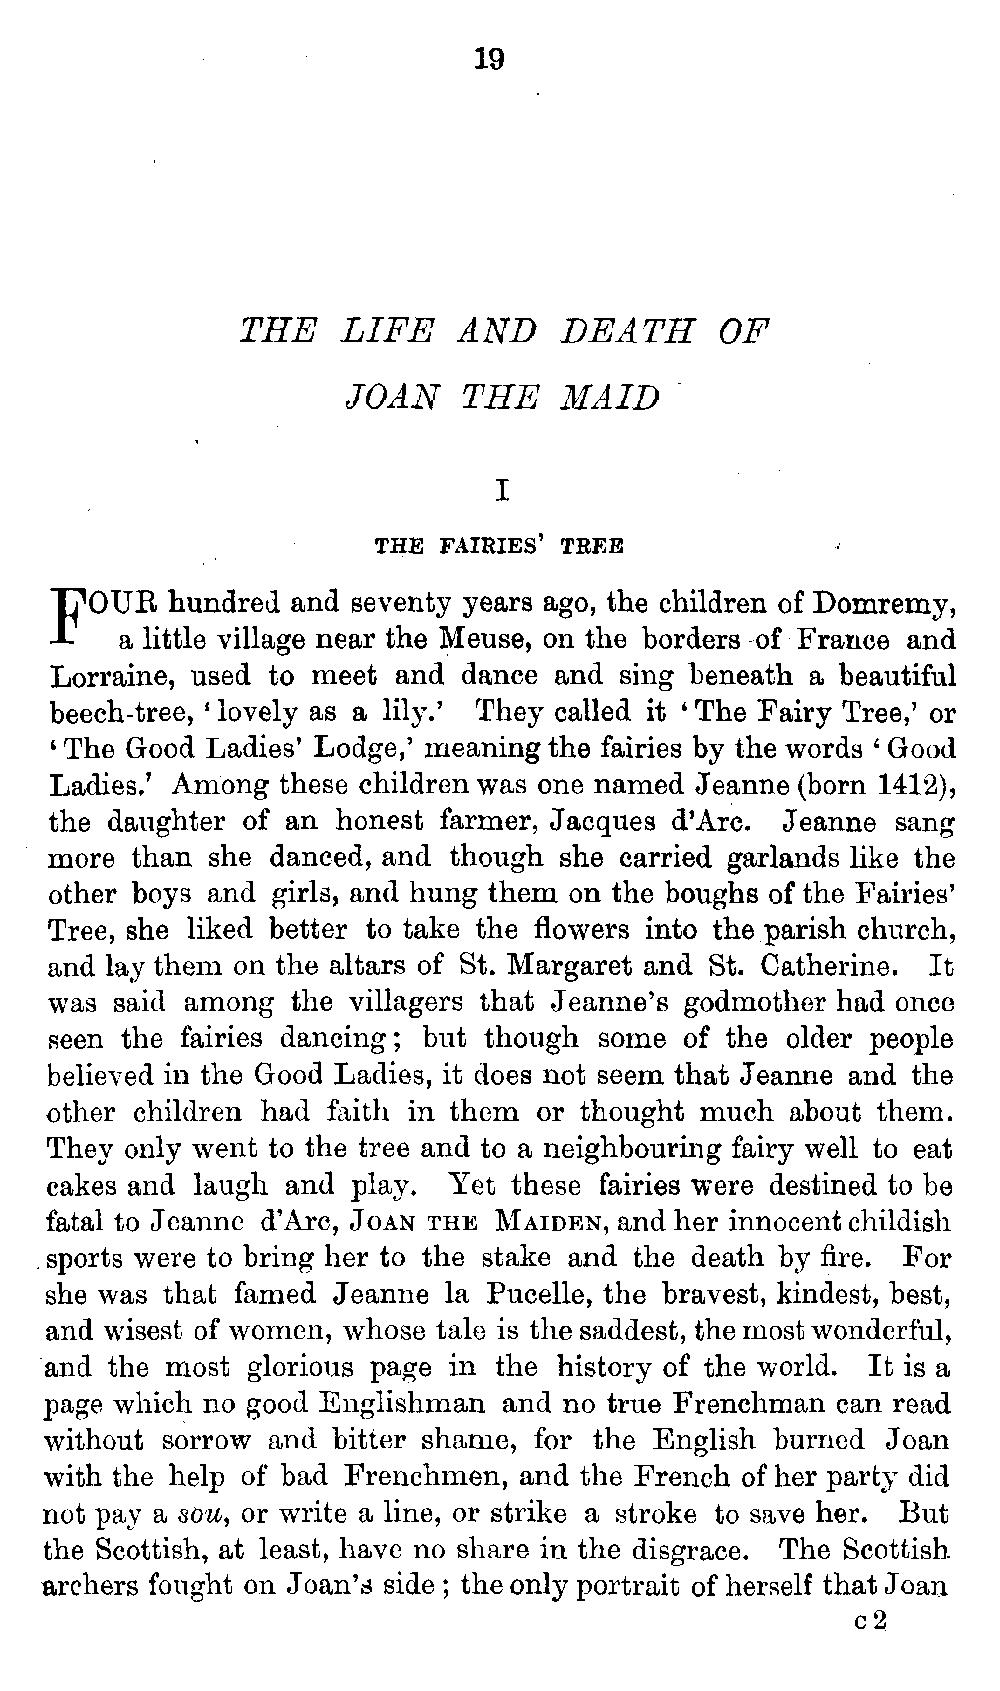 19
THE LIFE AND DEATH OF
JOAN THE MAID
I
THE FAIRIES' TREE
FOUR hundred and seventy years ago, the children of Domremy,
a little village near the Meuse, on the borders of France and
Lorraine, used to meet and dance and sing beneath a beautiful
beech-tree, 'lovely as a lily.' They called it 'The Fairy Tree,' or
'The Good Ladies' Lodge,' meaning the fairies by the words 'Good
Ladies.' Among these children was one named Jeanne (born 1412),
the daughter of an honest farmer, Jacques d'Arc. Jeanne sang
more than she danced, and though she carried garlands like the
other boys and girls, and hung them on the boughs of the Fairies'
Tree, she liked better to take the flowers into the parish church,
and lay them on the altars of St. Margaret and St. Catherine. It
was said among the villagers that Jeanne's godmother had once
seen the fairies dancing; but though some of the older people
believed in the Good Ladies, it does not seem that Jeanne and the
other children had faith in them or thought much about them.
They only went to the tree and to a neighbouring fairy well to eat
cakes and laugh and play. Yet these fairies were destined to be
fatal to Jeanne d'Arc, JOAN THE MAIDEN, and her innocent childish
sports were to bring her to the stake and the death by fire. For
she was that famed Jeanne la Pucelle, the bravest, kindest, best,
and wisest of women, whose tale is the saddest, the most wonderful,
and the most glorious page in the history of the world. It is a
page which no good Englishman and no true Frenchman can read
without sorrow and bitter shame, for the English burned Joan
with the help of bad Frenchmen, and the French of her party did
not pay a sou, or write a line, or strike a stroke to save her. But
the Scottish, at least, have no share in the disgrace. The Scottish
archers fought on Joan's side; the only portrait of herself that Joan
C 2